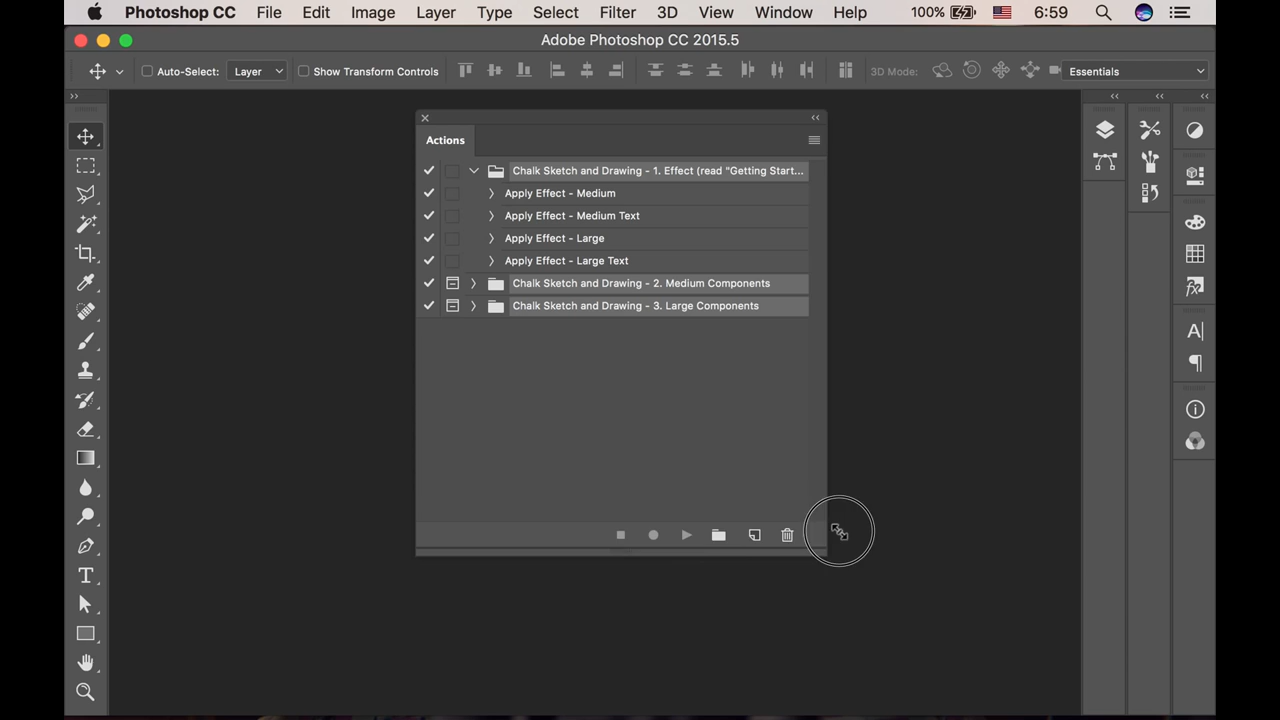 Photoshop CC File Edit Image Layer Type Select Filter 3D View Window Help 100% 6:59
Adobe Photoshop CC 2015.5
Auto-Select: Layer Show Transform Controls 3D Mode: Essentials
Actions
Chalk Sketch and Drawing - 1. Effect (read "Getting Start...
Apply Effect - Medium
Apply Effect - Medium Text
Apply Effect - Large
Apply Effect - Large Text
Chalk Sketch and Drawing - 2. Medium Components
Chalk Sketch and Drawing - 3. Large Components